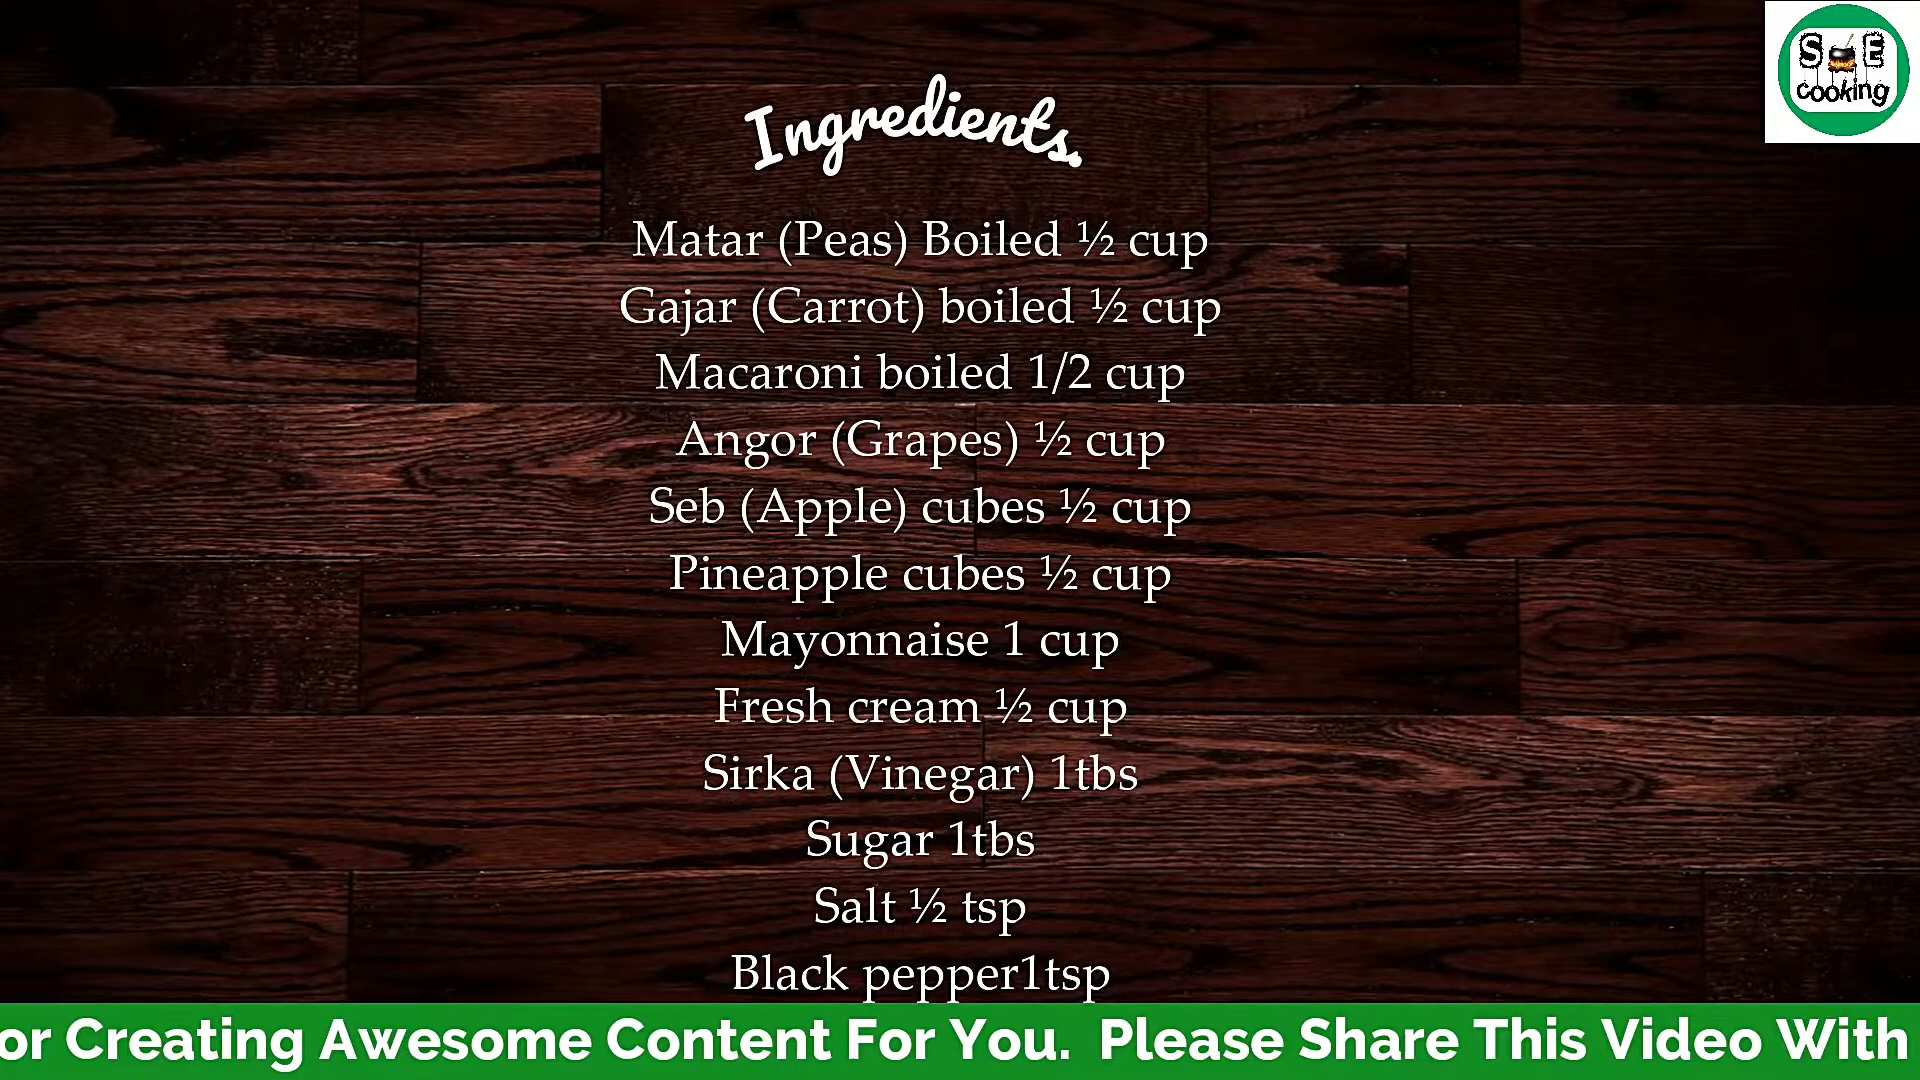 S E
cooking
Ingredients.
Matar (Peas) Boiled ½ cup
Gajar (Carrot) boiled ½ cup
Macaroni boiled 1/2 cup
Angor (Grapes) ½ cup
Seb (Apple) cubes ½ cup
Pineapple cubes ½ cup
Mayonnaise 1 cup
Fresh cream ½ cup
Sirka (Vinegar) 1tbs
Sugar 1tbs
Salt ½ tsp
Black pepper1tsp
or Creating Awesome Content For You. Please Share This Video With